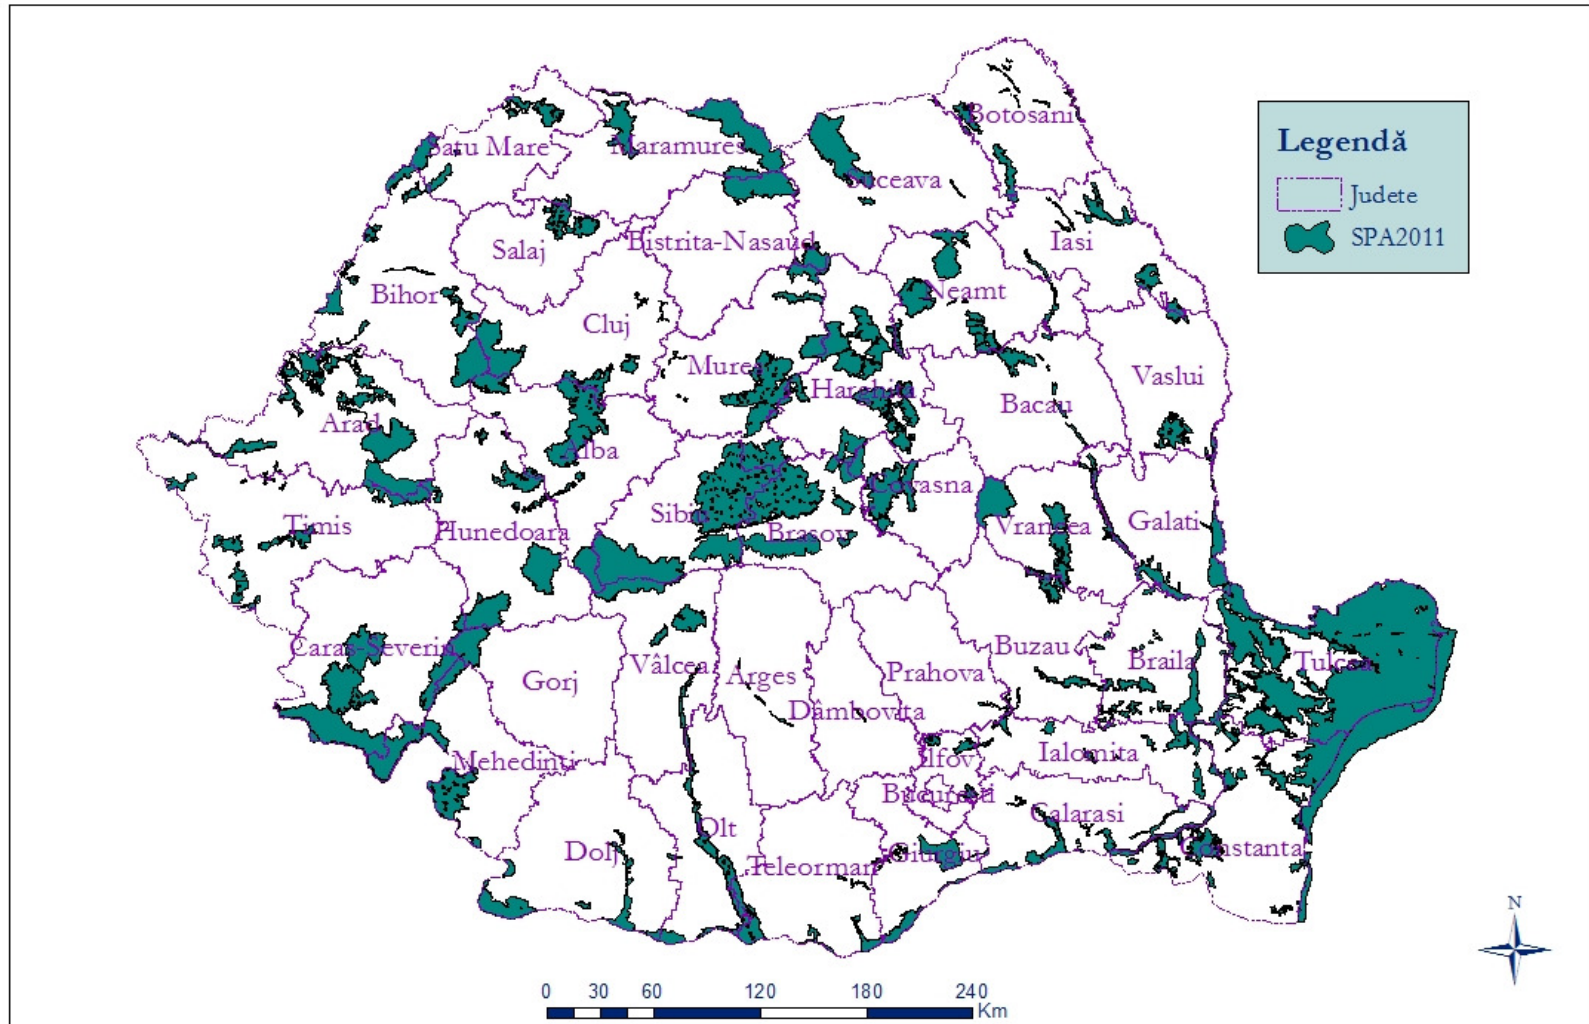 Botosani
Satu Mare
Maramures
Suceava
Legendă
Judete
SPA2011
Salaj
Bistrita-Nasaud
Iasi
Bihor
Neamt
Cluj
Mures
Harghita
Vaslui
Bacau
Arad
Alba
Covasna
Timis
Hunedoara
Sibiu
Brasov
Vrancea
Galati
Caras-Severin
Gorj
Vâlcea
Arges
Prahova
Buzau
Braila
Tulcea
Dâmbovita
Mehedinti
Ilfov
Ialomita
Bucuresti
Calarasi
Dolj
Olt
Teleorman
Giurgiu
Constanta
N
0 30 60 120 180 240
Km